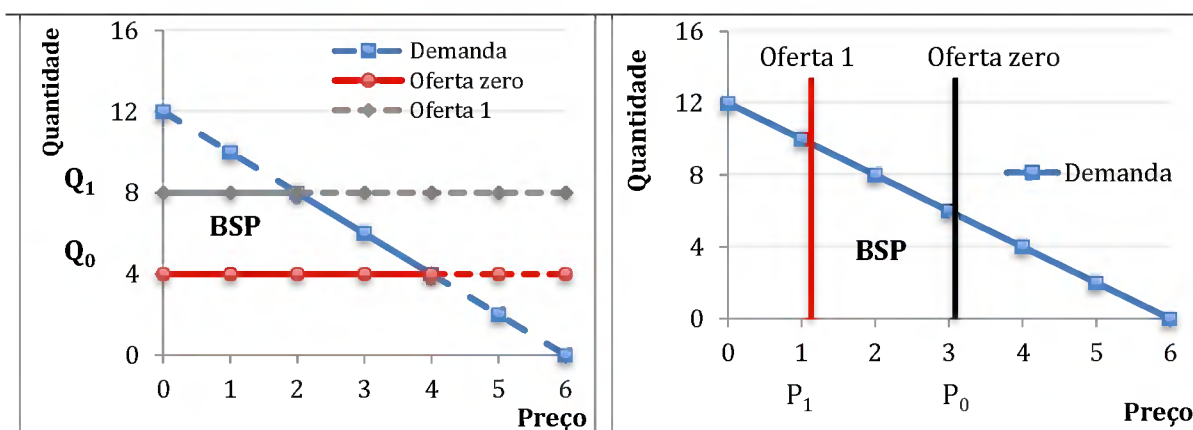 Quantidade
16
12
8
4
0
Q₁
Q₀
Demanda
Oferta zero
Oferta 1
BSP
0 1 2 3 4 5 6
Preço
Quantidade
16
12
8
4
0
Oferta 1 Oferta zero
Demanda
BSP
0 1 2 3 4 5 6
P₁ P₀ Preço